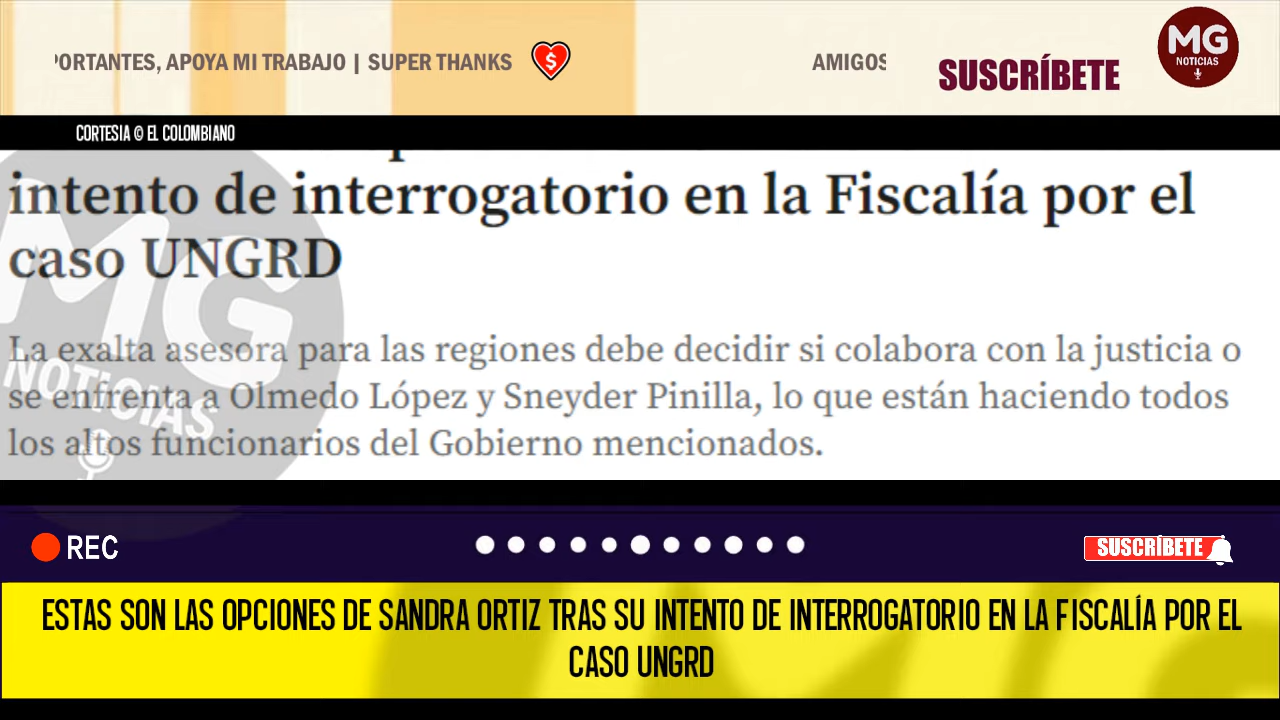 PORTANTES, APOYA MI TRABAJO | SUPER THANKS
AMIGOS
SUSCRÍBETE
MG
NOTICIAS
CORTESIA © EL COLOMBIANO
intento de interrogatorio en la Fiscalía por el
caso UNGRD
La exalta asesora para las regiones debe decidir si colabora con la justicia o
se enfrenta a Olmedo López y Sneyder Pinilla, lo que están haciendo todos
los altos funcionarios del Gobierno mencionados.
MG
NOTICIAS
REC
SUSCRÍBETE
ESTAS SON LAS OPCIONES DE SANDRA ORTIZ TRAS SU INTENTO DE INTERROGATORIO EN LA FISCALÍA POR EL
CASO UNGRD